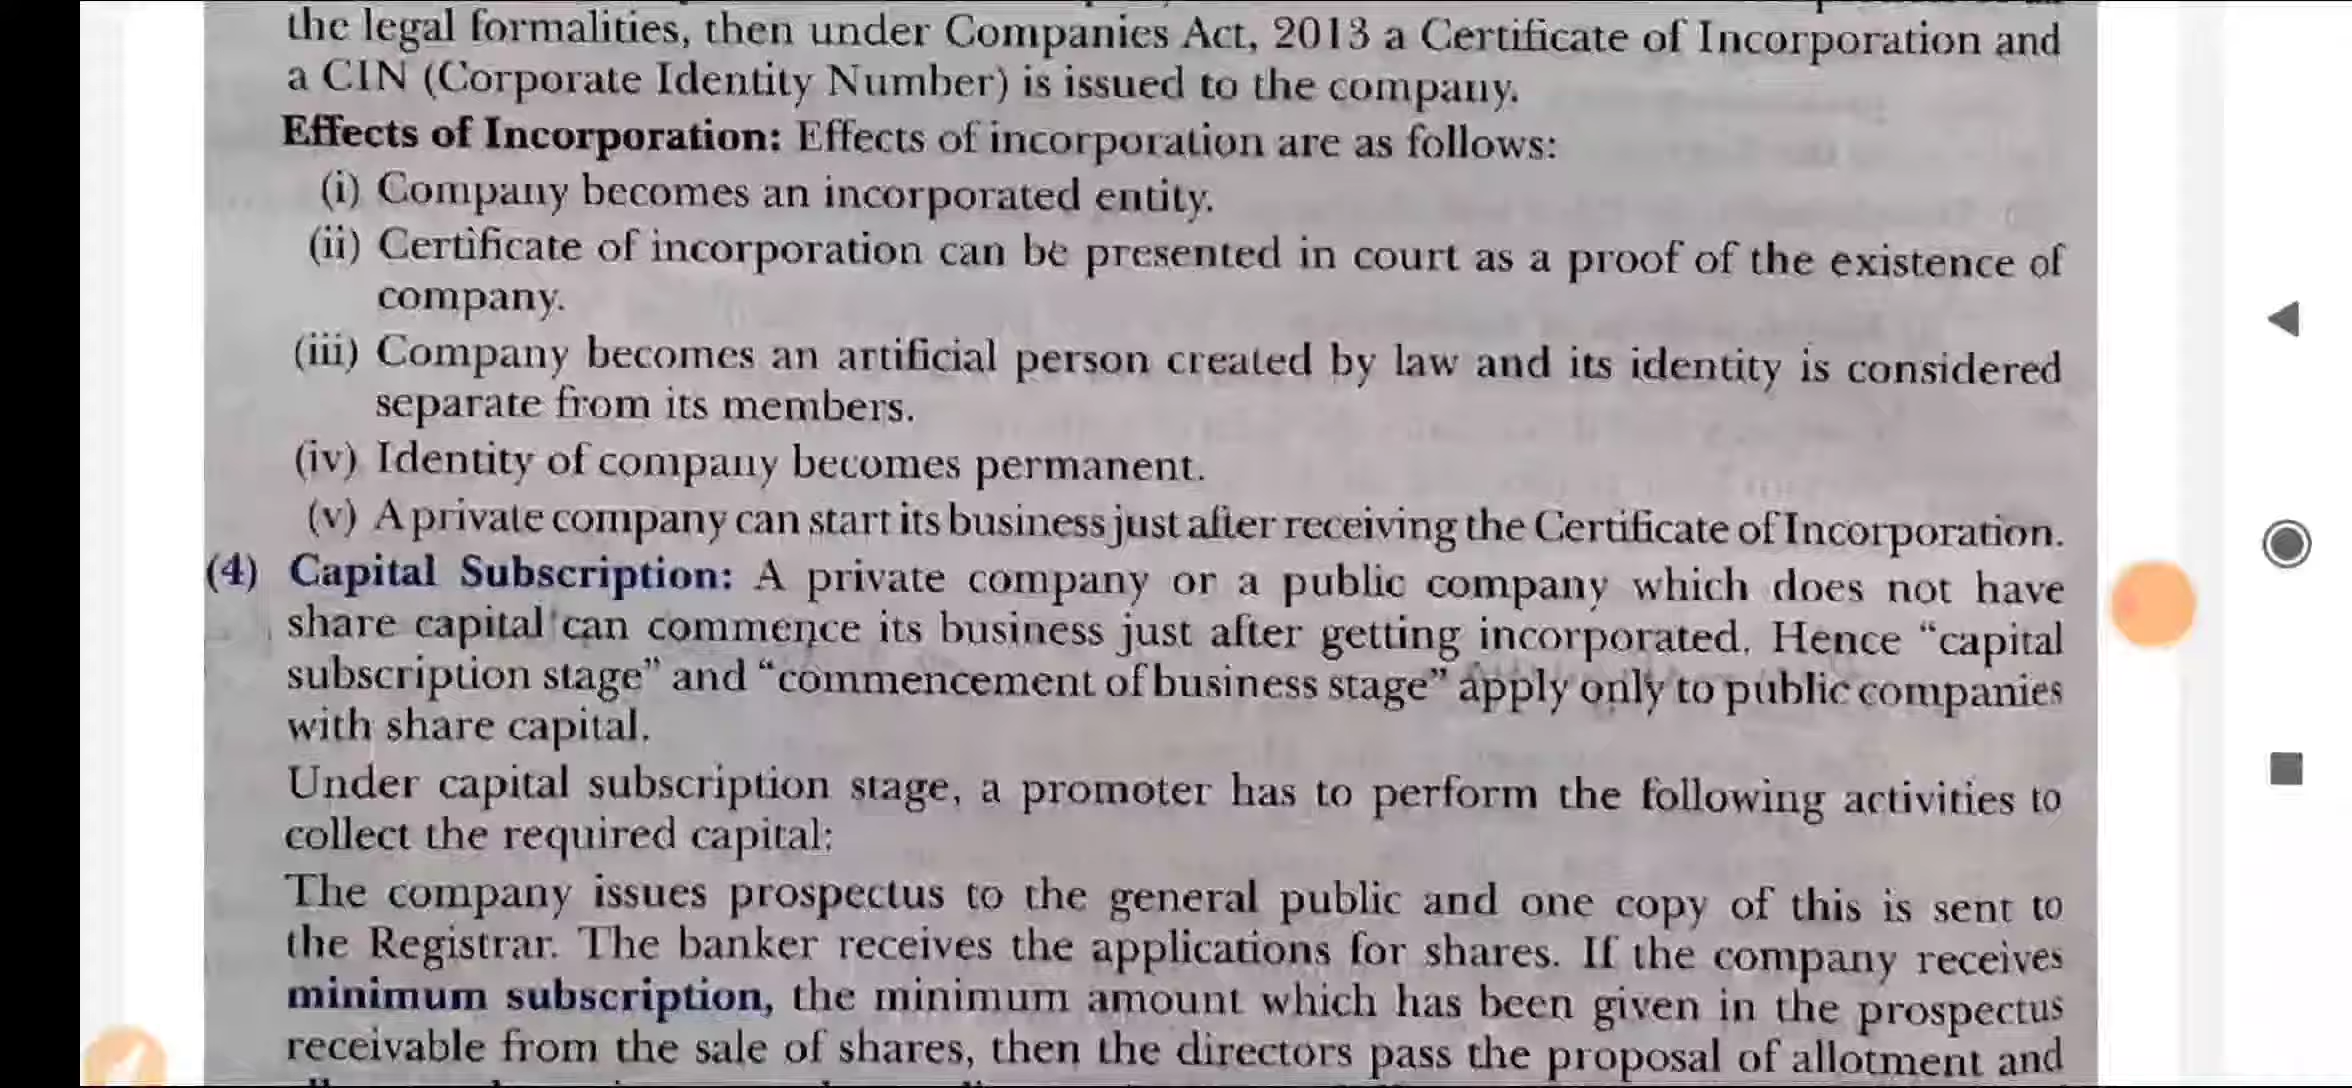 the legal formalities, then under Companies Act, 2013 a Certificate of Incorporation and
a CIN (Corporate Identity Number) is issued to the company.
Effects of Incorporation: Effects of incorporation are as follows:
(i) Company becomes an incorporated entity.
(ii) Certificate of incorporation can be presented in court as a proof of the existence of
company.
(iii) Company becomes an artificial person created by law and its identity is considered
separate from its members.
(iv) Identity of company becomes permanent.
(v) A private company can start its business just after receiving the Certificate of Incorporation.
(4) Capital Subscription: A private company or a public company which does not have
share capital can commence its business just after getting incorporated. Hence “capital
subscription stage” and “commencement of business stage” apply only to public companies
with share capital.
Under capital subscription stage, a promoter has to perform the following activities to
collect the required capital:
The company issues prospectus to the general public and one copy of this is sent to
the Registrar. The banker receives the applications for shares. If the company receives
minimum subscription, the minimum amount which has been given in the prospectus
receivable from the sale of shares, then the directors pass the proposal of allotment and